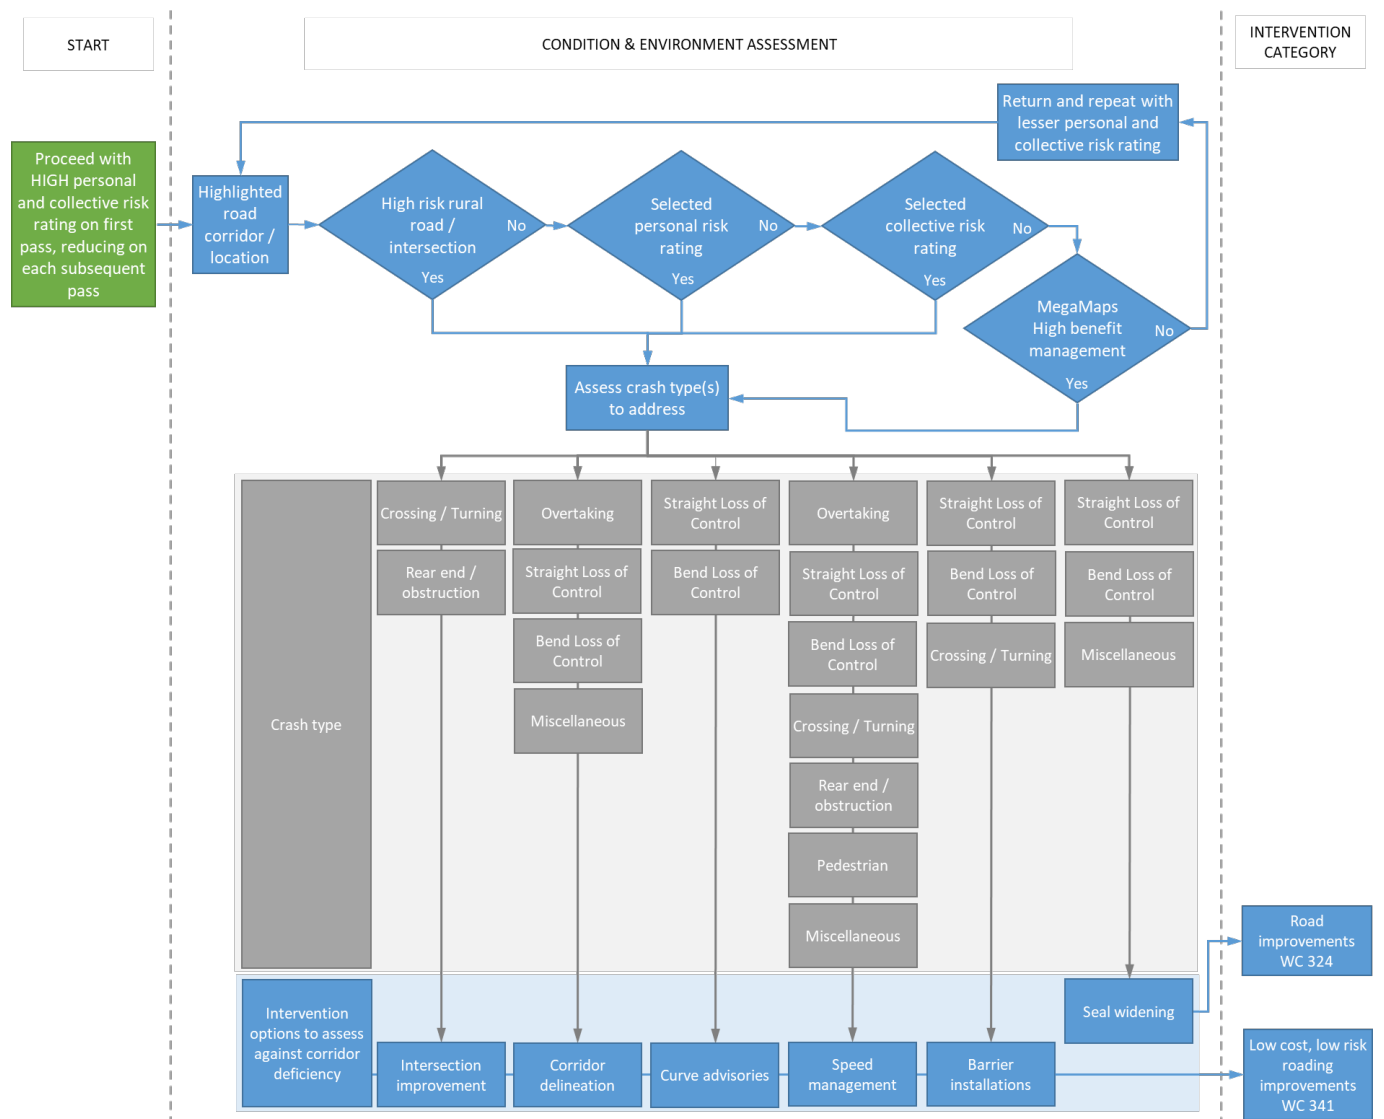 START
CONDITION & ENVIRONMENT ASSESSMENT
INTERVENTION
CATEGORY
Return and repeat with
lesser personal and
collective risk rating
Proceed with
HIGH personal
and collective risk
rating on first
pass, reducing on
each subsequent
pass
Highlighted
road
corridor /
location
High risk rural
road /
intersection
No
Yes
Selected
personal risk
rating
No
Yes
Selected
collective risk
rating
No
Yes
MegaMaps
High benefit
management
No
Yes
Assess crash type(s)
to address
Crash type
Crossing / Turning
Rear end /
obstruction
Overtaking
Straight Loss of
Control
Bend Loss of
Control
Miscellaneous
Straight Loss of
Control
Bend Loss of
Control
Overtaking
Straight Loss of
Control
Bend Loss of
Control
Crossing / Turning
Rear end /
obstruction
Pedestrian
Miscellaneous
Straight Loss of
Control
Bend Loss of
Control
Crossing / Turning
Straight Loss of
Control
Bend Loss of
Control
Miscellaneous
Intervention
options to assess
against corridor
deficiency
Intersection
improvement
Corridor
delineation
Curve advisories
Speed
management
Barrier
installations
Seal widening
Road
improvements
WC 324
Low cost, low risk
roading
improvements
WC 341